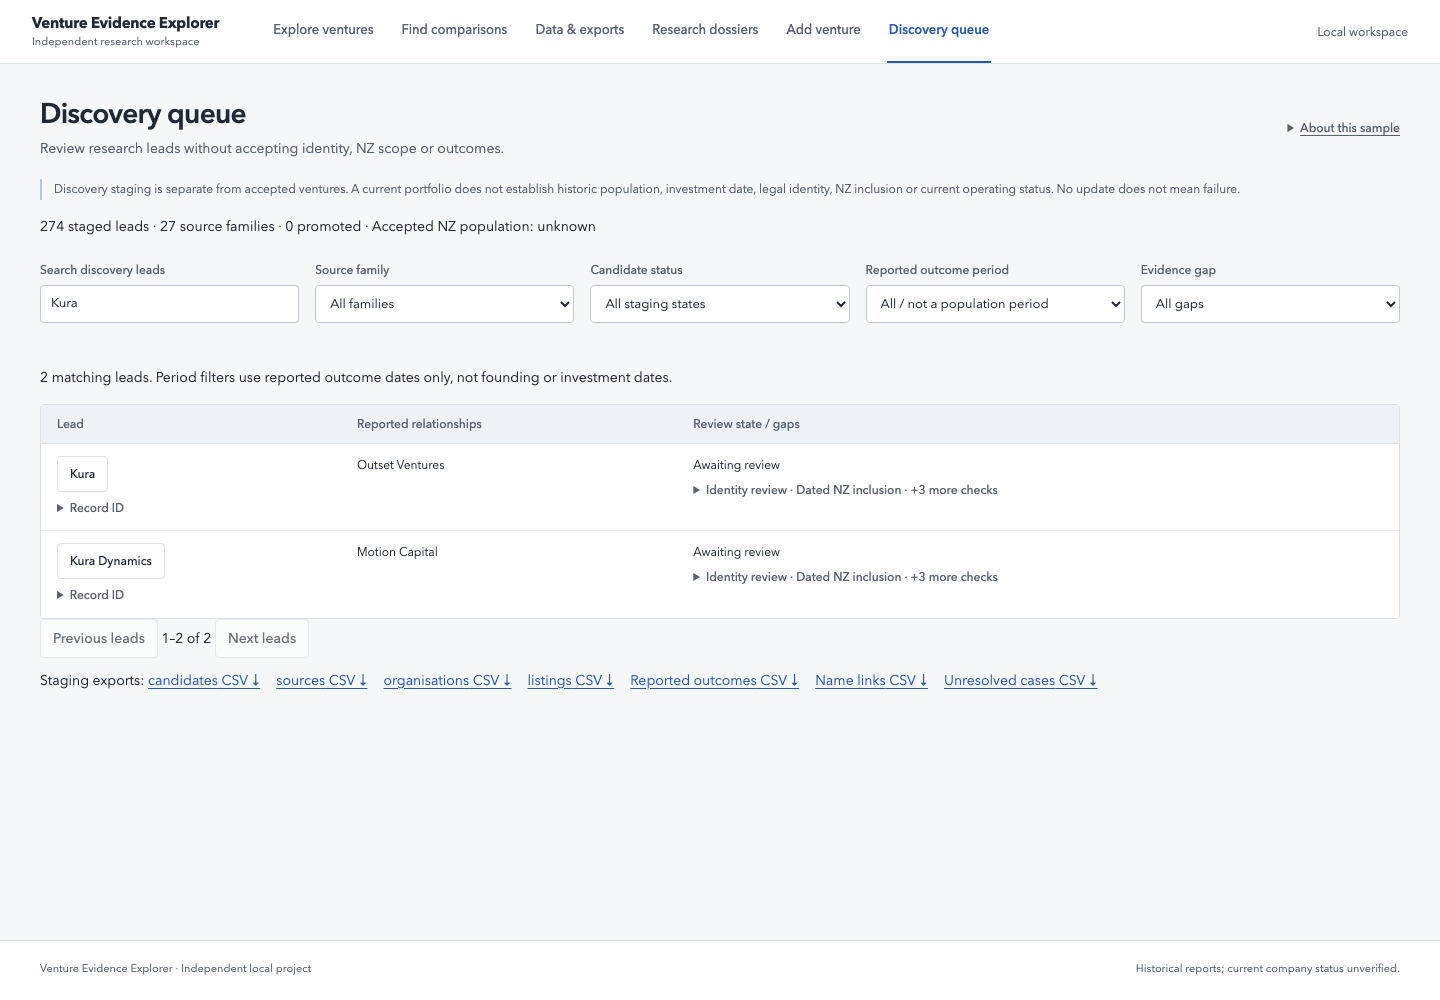 Venture Evidence Explorer
Independent research workspace
Explore ventures
Find comparisons
Data & exports
Research dossiers
Add venture
Discovery queue
Local workspace
Discovery queue
Review research leads without accepting identity, NZ scope or outcomes.
▶ About this sample
Discovery staging is separate from accepted ventures. A current portfolio does not establish historic population, investment date, legal identity, NZ inclusion or current operating status. No update does not mean failure.
274 staged leads · 27 source families · 0 promoted · Accepted NZ population: unknown
Search discovery leads
Source family
Candidate status
Reported outcome period
Evidence gap
Kura
All families
All staging states
All / not a population period
All gaps
2 matching leads. Period filters use reported outcome dates only, not founding or investment dates.
Lead
Reported relationships
Review state / gaps
Kura
Outset Ventures
Awaiting review
▶ Identity review · Dated NZ inclusion · +3 more checks
▶ Record ID
Kura Dynamics
Motion Capital
Awaiting review
▶ Identity review · Dated NZ inclusion · +3 more checks
▶ Record ID
Previous leads
1–2 of 2
Next leads
Staging exports: candidates CSV ↓ sources CSV ↓ organisations CSV ↓ listings CSV ↓ Reported outcomes CSV ↓ Name links CSV ↓ Unresolved cases CSV ↓
Venture Evidence Explorer · Independent local project
Historical reports; current company status unverified.